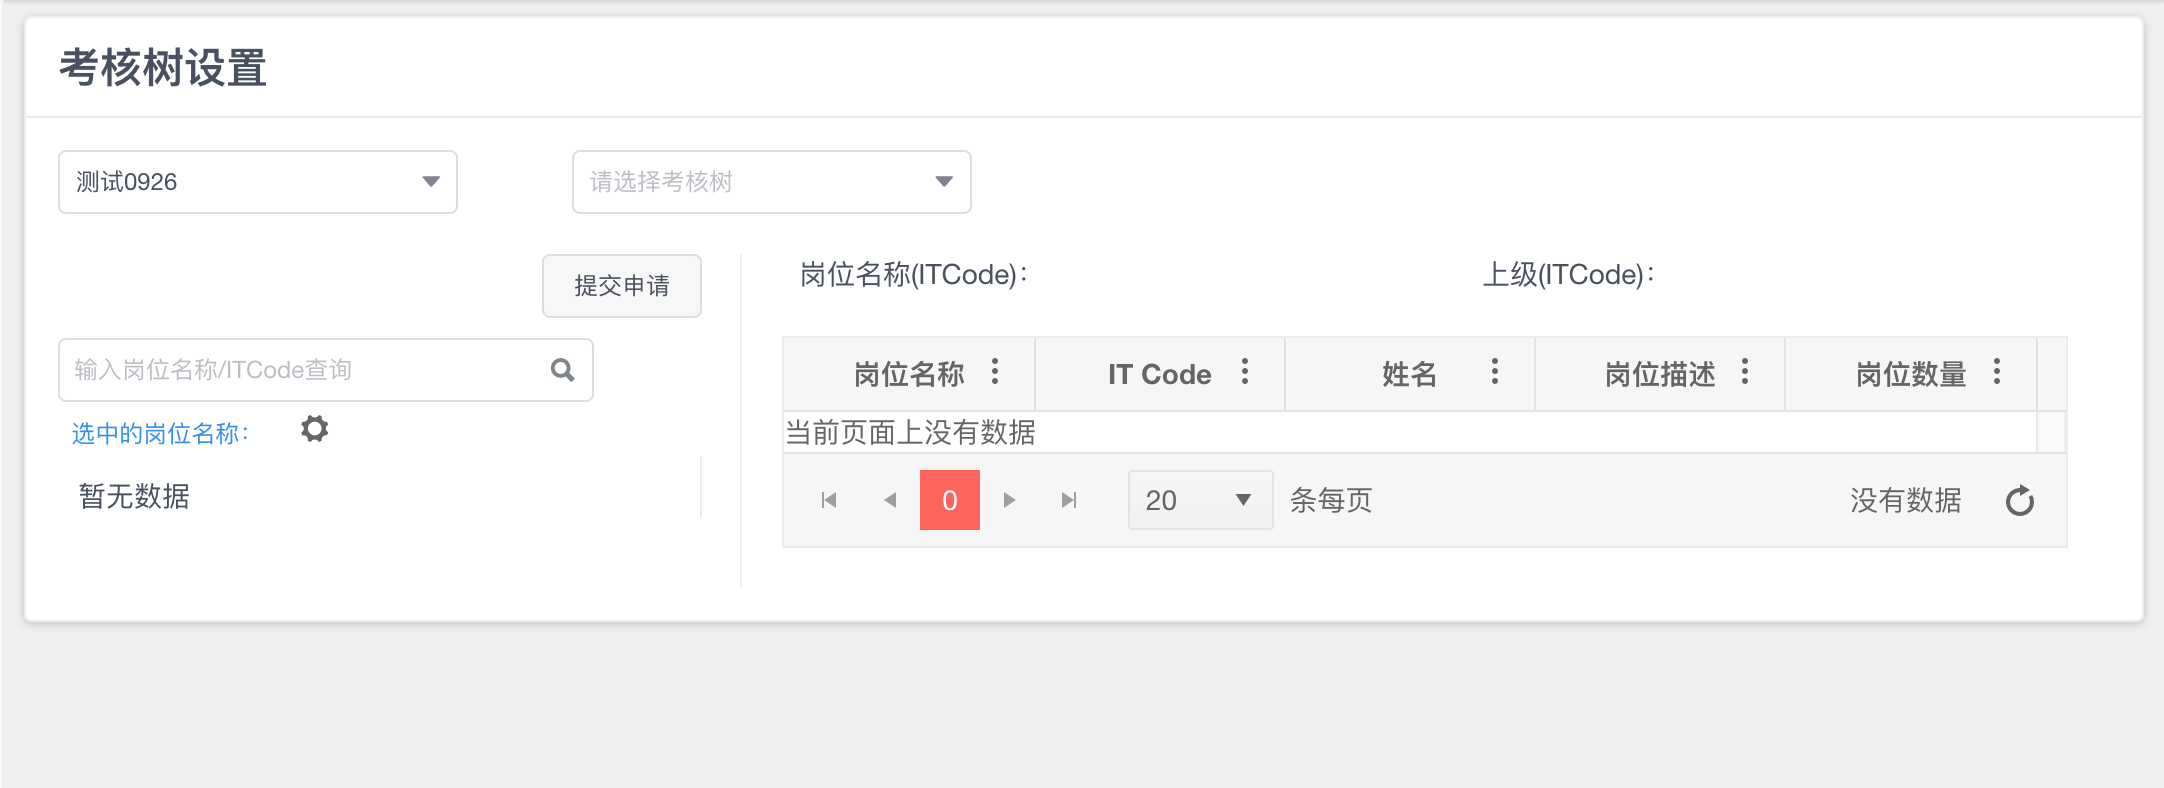 考核树设置
测试0926
请选择考核树
提交申请
输入岗位名称/ITCode查询
选中的岗位名称：
暂无数据
岗位名称(ITCode)： 上级(ITCode)：
岗位名称 IT Code 姓名 岗位描述 岗位数量
当前页面上没有数据
0 20 条每页 没有数据